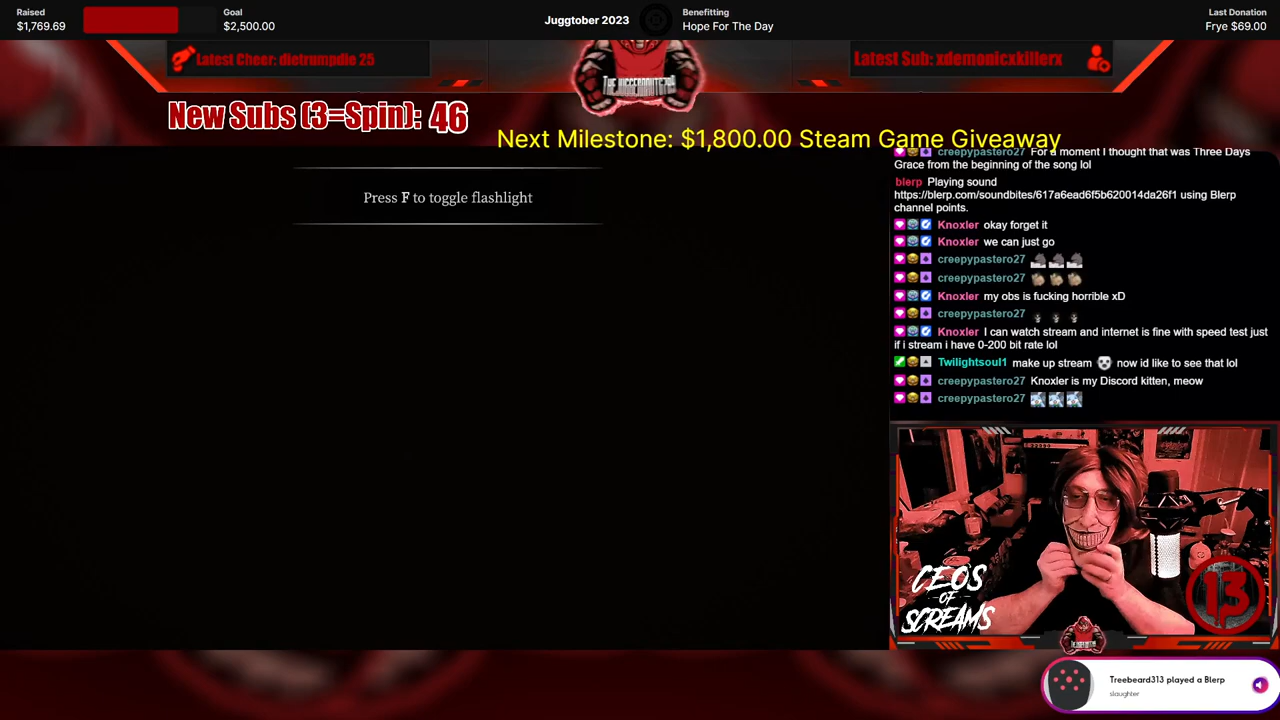 Raised
$1,769.69
Goal
$2,500.00
Juggtober 2023
Benefitting
Hope For The Day
Last Donation
Frye $69.00
Latest Cheer: dietrumpdie 25
THEJUGGERNAUT679
Latest Sub: xdemonicxkillerx
New Subs (3=Spin): 46
Next Milestone: $1,800.00 Steam Game Giveaway
Press F to toggle flashlight
creepypastero27 For a moment I thought that was Three Days
Grace from the beginning of the song lol
blerp Playing sound
https://blerp.com/soundbites/617a6ead6f5b620014da26f1 using Blerp
channel points.
Knoxler okay forget it
Knoxler we can just go
creepypastero27
creepypastero27
Knoxler my obs is fucking horrible xD
creepypastero27
Knoxler I can watch stream and internet is fine with speed test just
if i stream i have 0-200 bit rate lol
Twilightsoul1 make up stream now id like to see that lol
creepypastero27 Knoxler is my Discord kitten, meow
creepypastero27
CEOS
OF
SCREAMS
13
Treebeard313 played a Blerp
slaughter